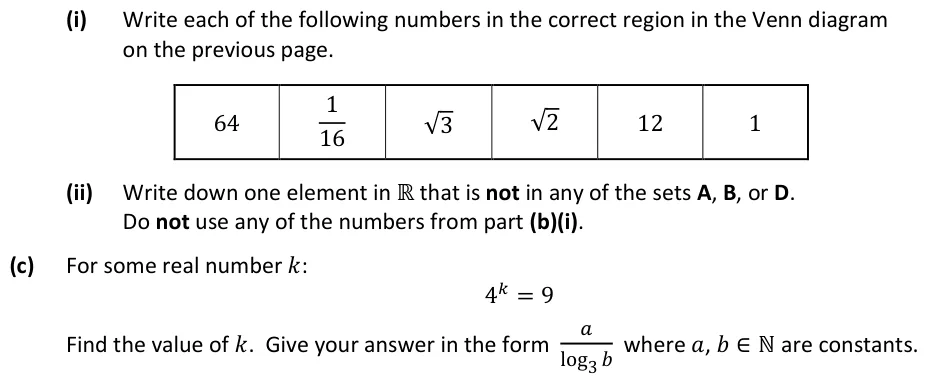 (i) Write each of the following numbers in the correct region in the Venn diagram
on the previous page.
64 1/16 √3 √2 12 1
(ii) Write down one element in ℝ that is not in any of the sets A, B, or D.
Do not use any of the numbers from part (b)(i).
(c) For some real number k:
4^k = 9
Find the value of k. Give your answer in the form a/log₃ b where a, b ∈ ℕ are constants.